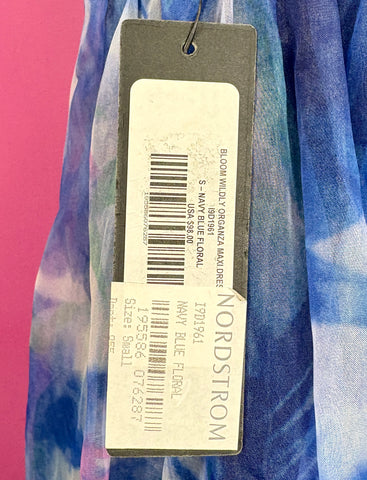 BLOOM WILDLY ORGANZA MAXI DRESS
I9D1961
S - NAVY BLUE FLORAL
USA $98.00
NORDSTROM
I9D1961
NAVY BLUE FLORAL
195586 076287
Size: Small